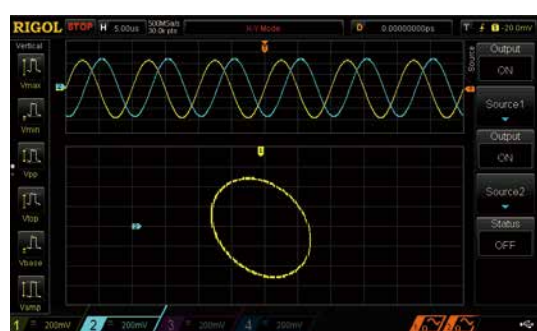 RIGOL STOP H 5.00us 500MSa/s 30.0k pts X-Y Mode D 0.00000000ps T 1 -20.0mV
Vertical
Vmax
Vmin
Vpp
Vtop
Vbase
Vamp
Source
Output
ON
Source1
Output
ON
Source2
Status
OFF
1 = 200mV 2 = 200mV 3 = 200mV 4 = 200mV